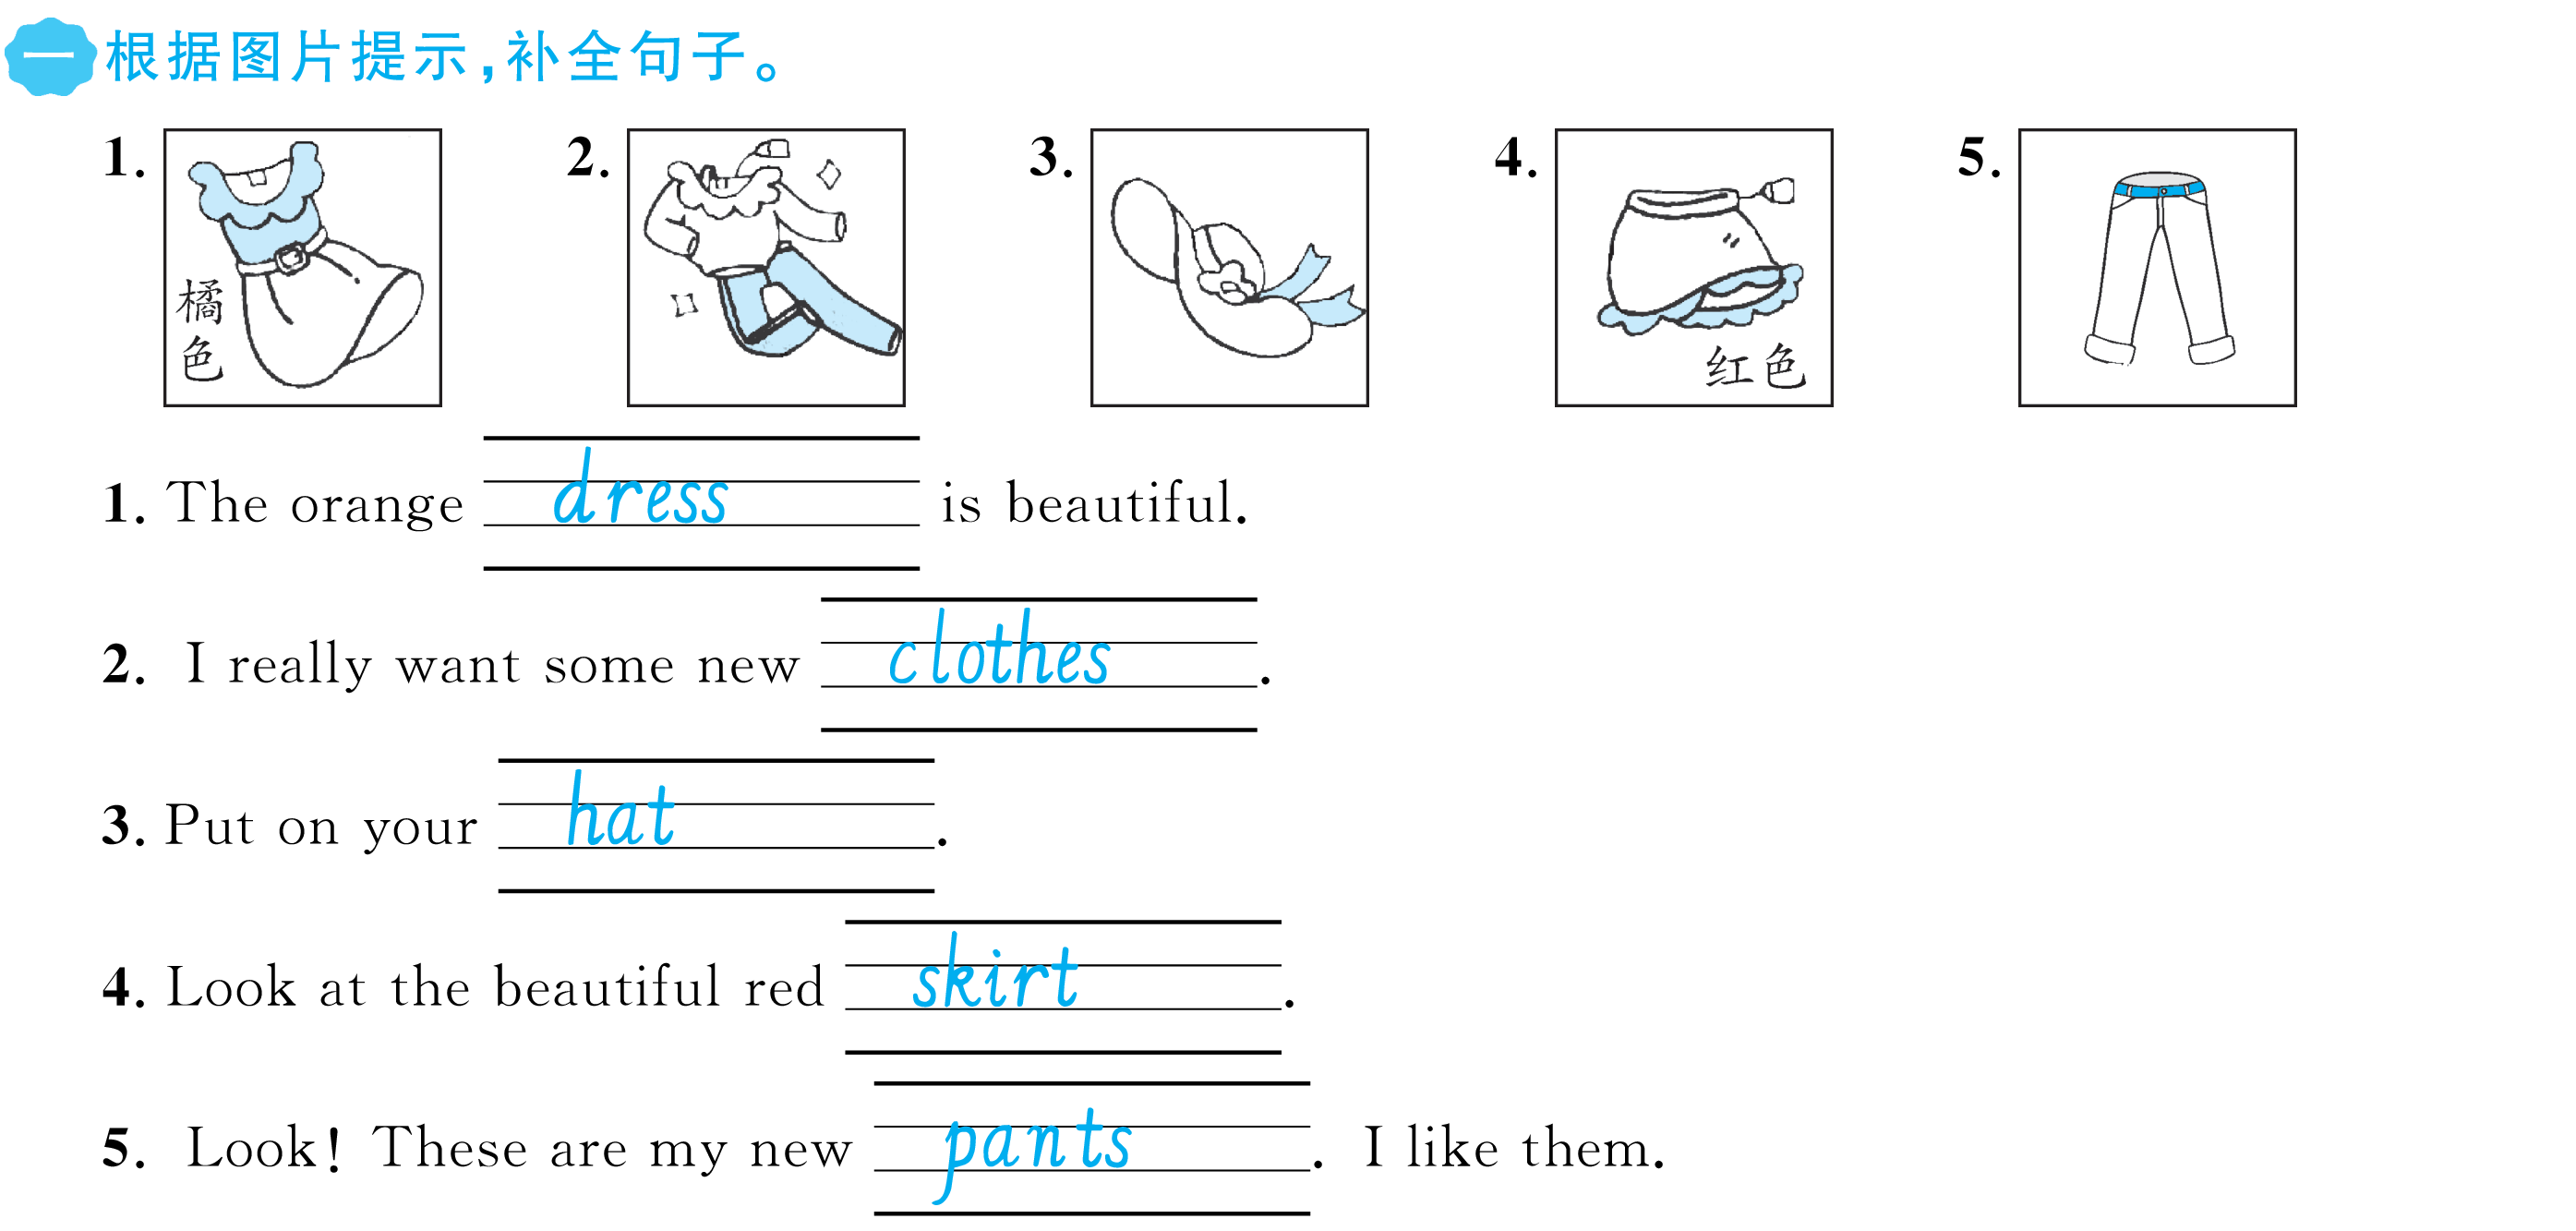 一 根据图片提示,补全句子。
1. 2. 3. 4. 5.
橘色
红色
1. The orange dress is beautiful.
2. I really want some new clothes.
3. Put on your hat.
4. Look at the beautiful red skirt.
5. Look! These are my new pants. I like them.